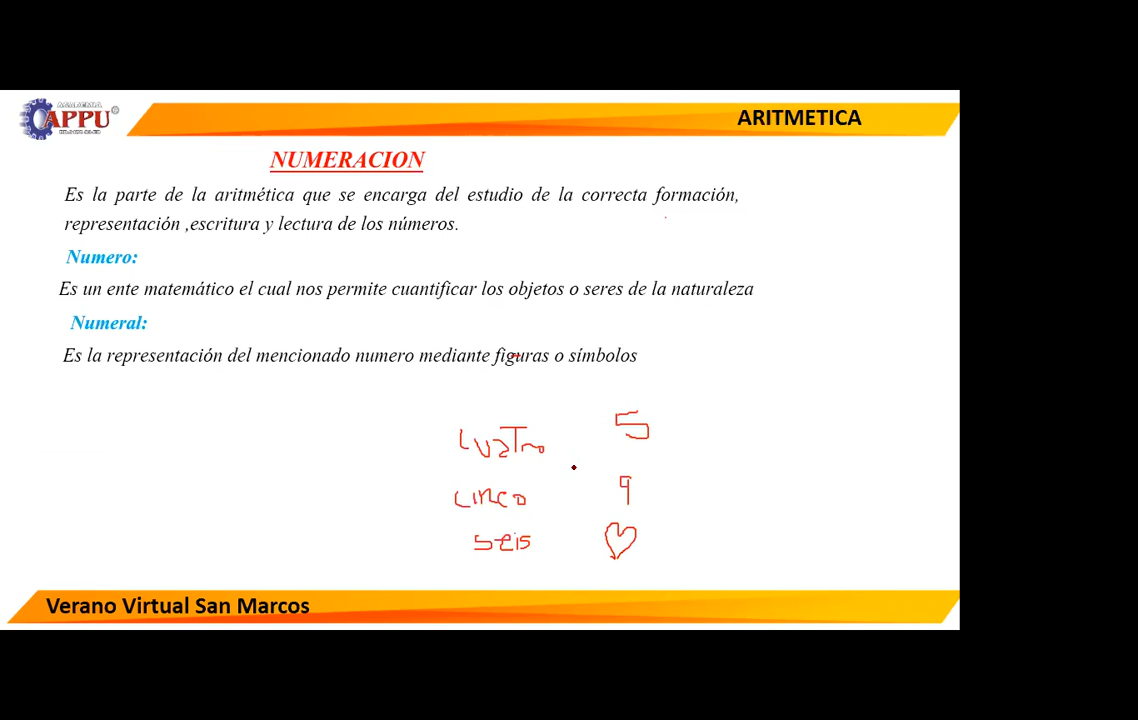 ACADEMIA
APPU®
ARITMETICA
NUMERACION
Es la parte de la aritmética que se encarga del estudio de la correcta formación,
representación ,escritura y lectura de los números.
Numero:
Es un ente matemático el cual nos permite cuantificar los objetos o seres de la naturaleza
Numeral:
Es la representación del mencionado numero mediante figuras o símbolos
cuatro 5
cinco 9
seis
Verano Virtual San Marcos